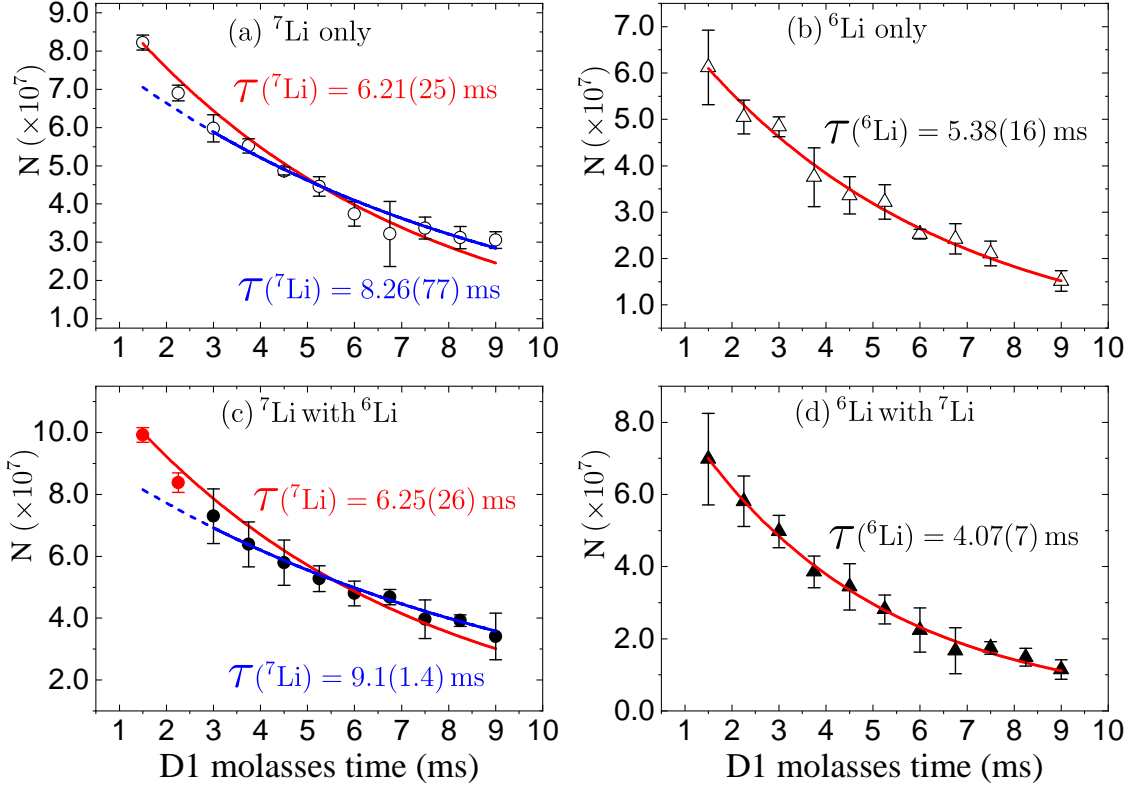 (a) ⁷Li only
N (×10⁷)
9.0
8.0
7.0
6.0
5.0
4.0
3.0
2.0
1.0
τ(⁷Li) = 6.21(25) ms
τ(⁷Li) = 8.26(77) ms
1 2 3 4 5 6 7 8 9 10
(b) ⁶Li only
N (×10⁷)
7.0
6.0
5.0
4.0
3.0
2.0
1.0
τ(⁶Li) = 5.38(16) ms
1 2 3 4 5 6 7 8 9 10
(c) ⁷Li with ⁶Li
N (×10⁷)
10.0
8.0
6.0
4.0
2.0
τ(⁷Li) = 6.25(26) ms
τ(⁷Li) = 9.1(1.4) ms
1 2 3 4 5 6 7 8 9 10
D1 molasses time (ms)
(d) ⁶Li with ⁷Li
N (×10⁷)
8.0
6.0
4.0
2.0
0.0
τ(⁶Li) = 4.07(7) ms
1 2 3 4 5 6 7 8 9 10
D1 molasses time (ms)